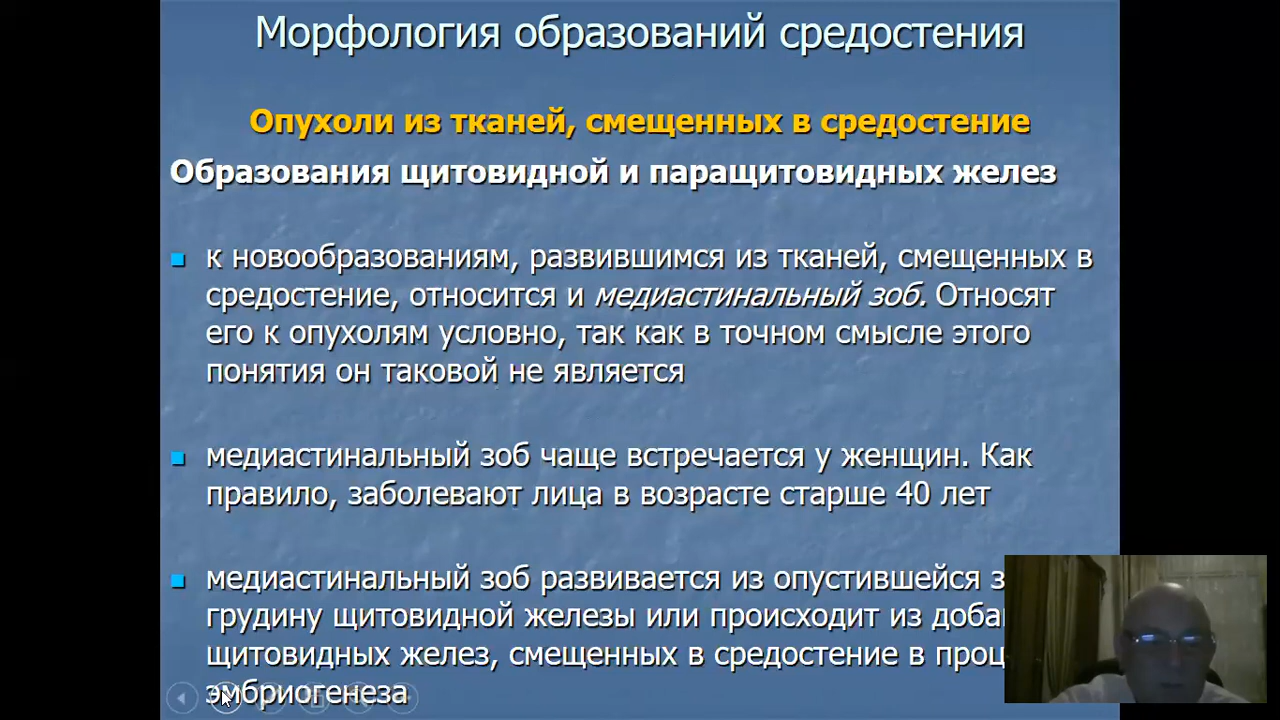 Морфология образований средостения
Опухоли из тканей, смещенных в средостение
Образования щитовидной и паращитовидных желез
к новообразованиям, развившимся из тканей, смещенных в
средостение, относится и медиастинальный зоб. Относят
его к опухолям условно, так как в точном смысле этого
понятия он таковой не является
медиастинальный зоб чаще встречается у женщин. Как
правило, заболевают лица в возрасте старше 40 лет
медиастинальный зоб развивается из опустившейся
грудину щитовидной железы или происходит из
щитовидных желез, смещенных в средостение в
эмбриогенеза